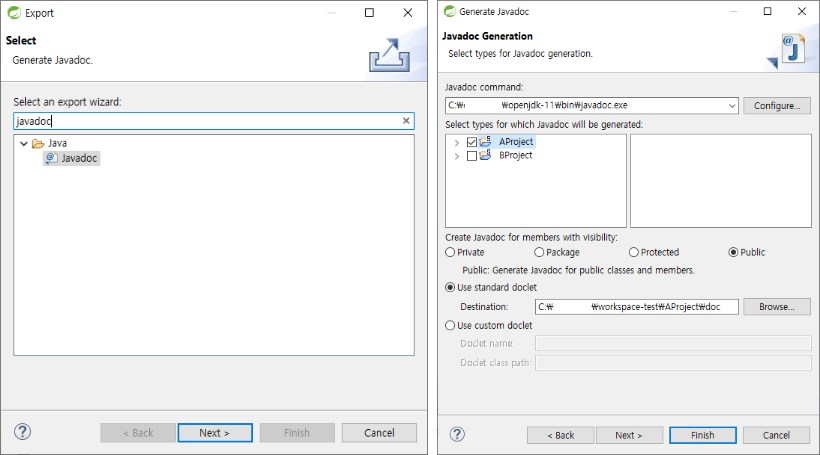 Export
Select
Generate Javadoc.
Select an export wizard:
javadoc
Java
Javadoc
< Back
Next >
Finish
Cancel
Generate Javadoc
Javadoc Generation
Select types for Javadoc generation.
Javadoc command:
C:₩ ₩openjdk-11₩bin₩javadoc.exe
Configure...
Select types for which Javadoc will be generated:
AProject
BProject
Create Javadoc for members with visibility:
Private Package Protected Public
Public: Generate Javadoc for public classes and members.
Use standard doclet
Destination: C:₩ ₩workspace-test₩AProject₩doc Browse...
Use custom doclet
Doclet name:
Doclet class path:
< Back Next > Finish Cancel